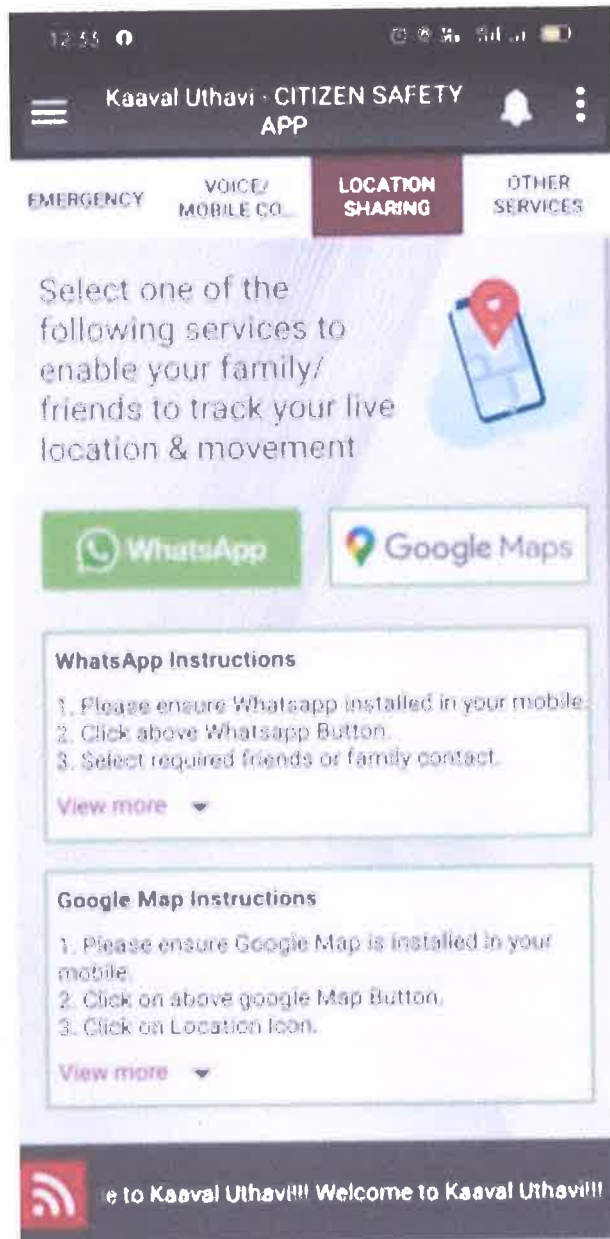 12:55
Kaaval Uthavi - CITIZEN SAFETY
APP
EMERGENCY
VOICE/
MOBILE CO...
LOCATION
SHARING
OTHER
SERVICES
Select one of the
following services to
enable your family/
friends to track your live
location & movement
WhatsApp
Google Maps
WhatsApp Instructions
1. Please ensure Whatsapp installed in your mobile
2. Click above Whatsapp Button.
3. Select required friends or family contact.
View more
Google Map Instructions
1. Please ensure Google Map is installed in your
mobile.
2. Click on above google Map Button.
3. Click on Location Icon.
View more
e to Kaaval Uthavi!!! Welcome to Kaaval Uthavi!!!